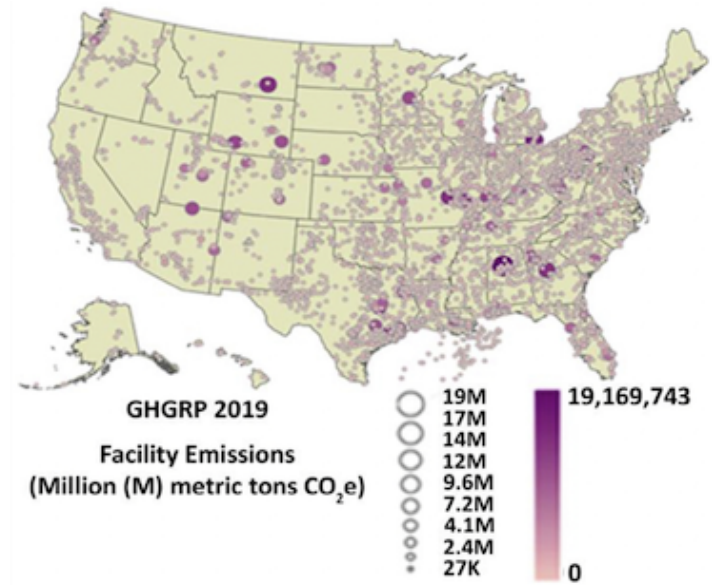 GHGRP 2019
Facility Emissions
(Million (M) metric tons CO₂e)
19M
17M
14M
12M
9.6M
7.2M
4.1M
2.4M
27K
19,169,743
0